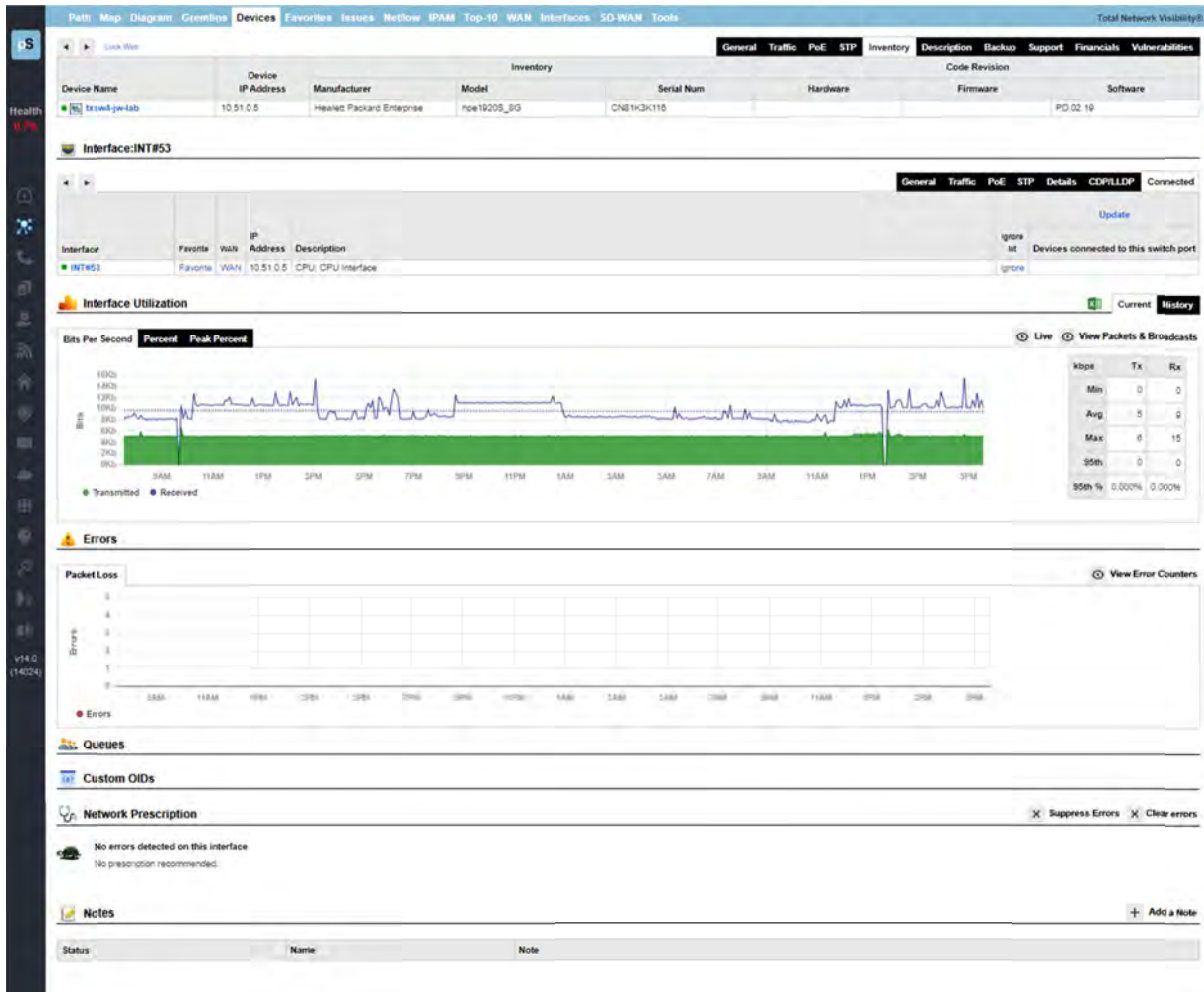 Path Map Diagram Gremlins Devices Favorites Issues Netflow IPAM Top-10 WAN Interfaces SD-WAN Tools
Total Network Visibility®
pS
Lock View
General Traffic PoE STP Inventory Description Backup Support Financials Vulnerabilities
Inventory Code Revision
Device Name Device IP Address Manufacturer Model Serial Num Hardware Firmware Software
10.51.0.5 Hewlett Packard Enterprise hpe1920S_8G CN81K3K116 PD.02.19
Health
Interface:INT#53
General Traffic PoE STP Details CDP/LLDP Connected
Update
Interface Favorite WAN IP Address Description Ignore Int Devices connected to this switch port
INT#53 Favorite WAN 10.51.0.5 CPU: CPU Interface Ignore
Interface Utilization
Current History
Bits Per Second Percent Peak Percent
Live View Packets & Broadcasts
kbps Tx Rx
Min 0 0
Avg 5 9
Max 6 15
95th 0 0
95th % 0.000% 0.000%
Bits
16Kb
14Kb
12Kb
10Kb
8Kb
6Kb
4Kb
2Kb
0Kb
9AM 11AM 1PM 3PM 5PM 7PM 9PM 11PM 1AM 3AM 5AM 7AM 9AM 11AM 1PM 3PM
Transmitted Received
Errors
Packet Loss
View Error Counters
Errors
5
4
3
2
1
0
Errors
v14.0
(14024)
Queues
Custom OIDs
Network Prescription
Suppress Errors Clear errors
No errors detected on this interface
No prescription recommended.
Notes
Add a Note
Status Name Note